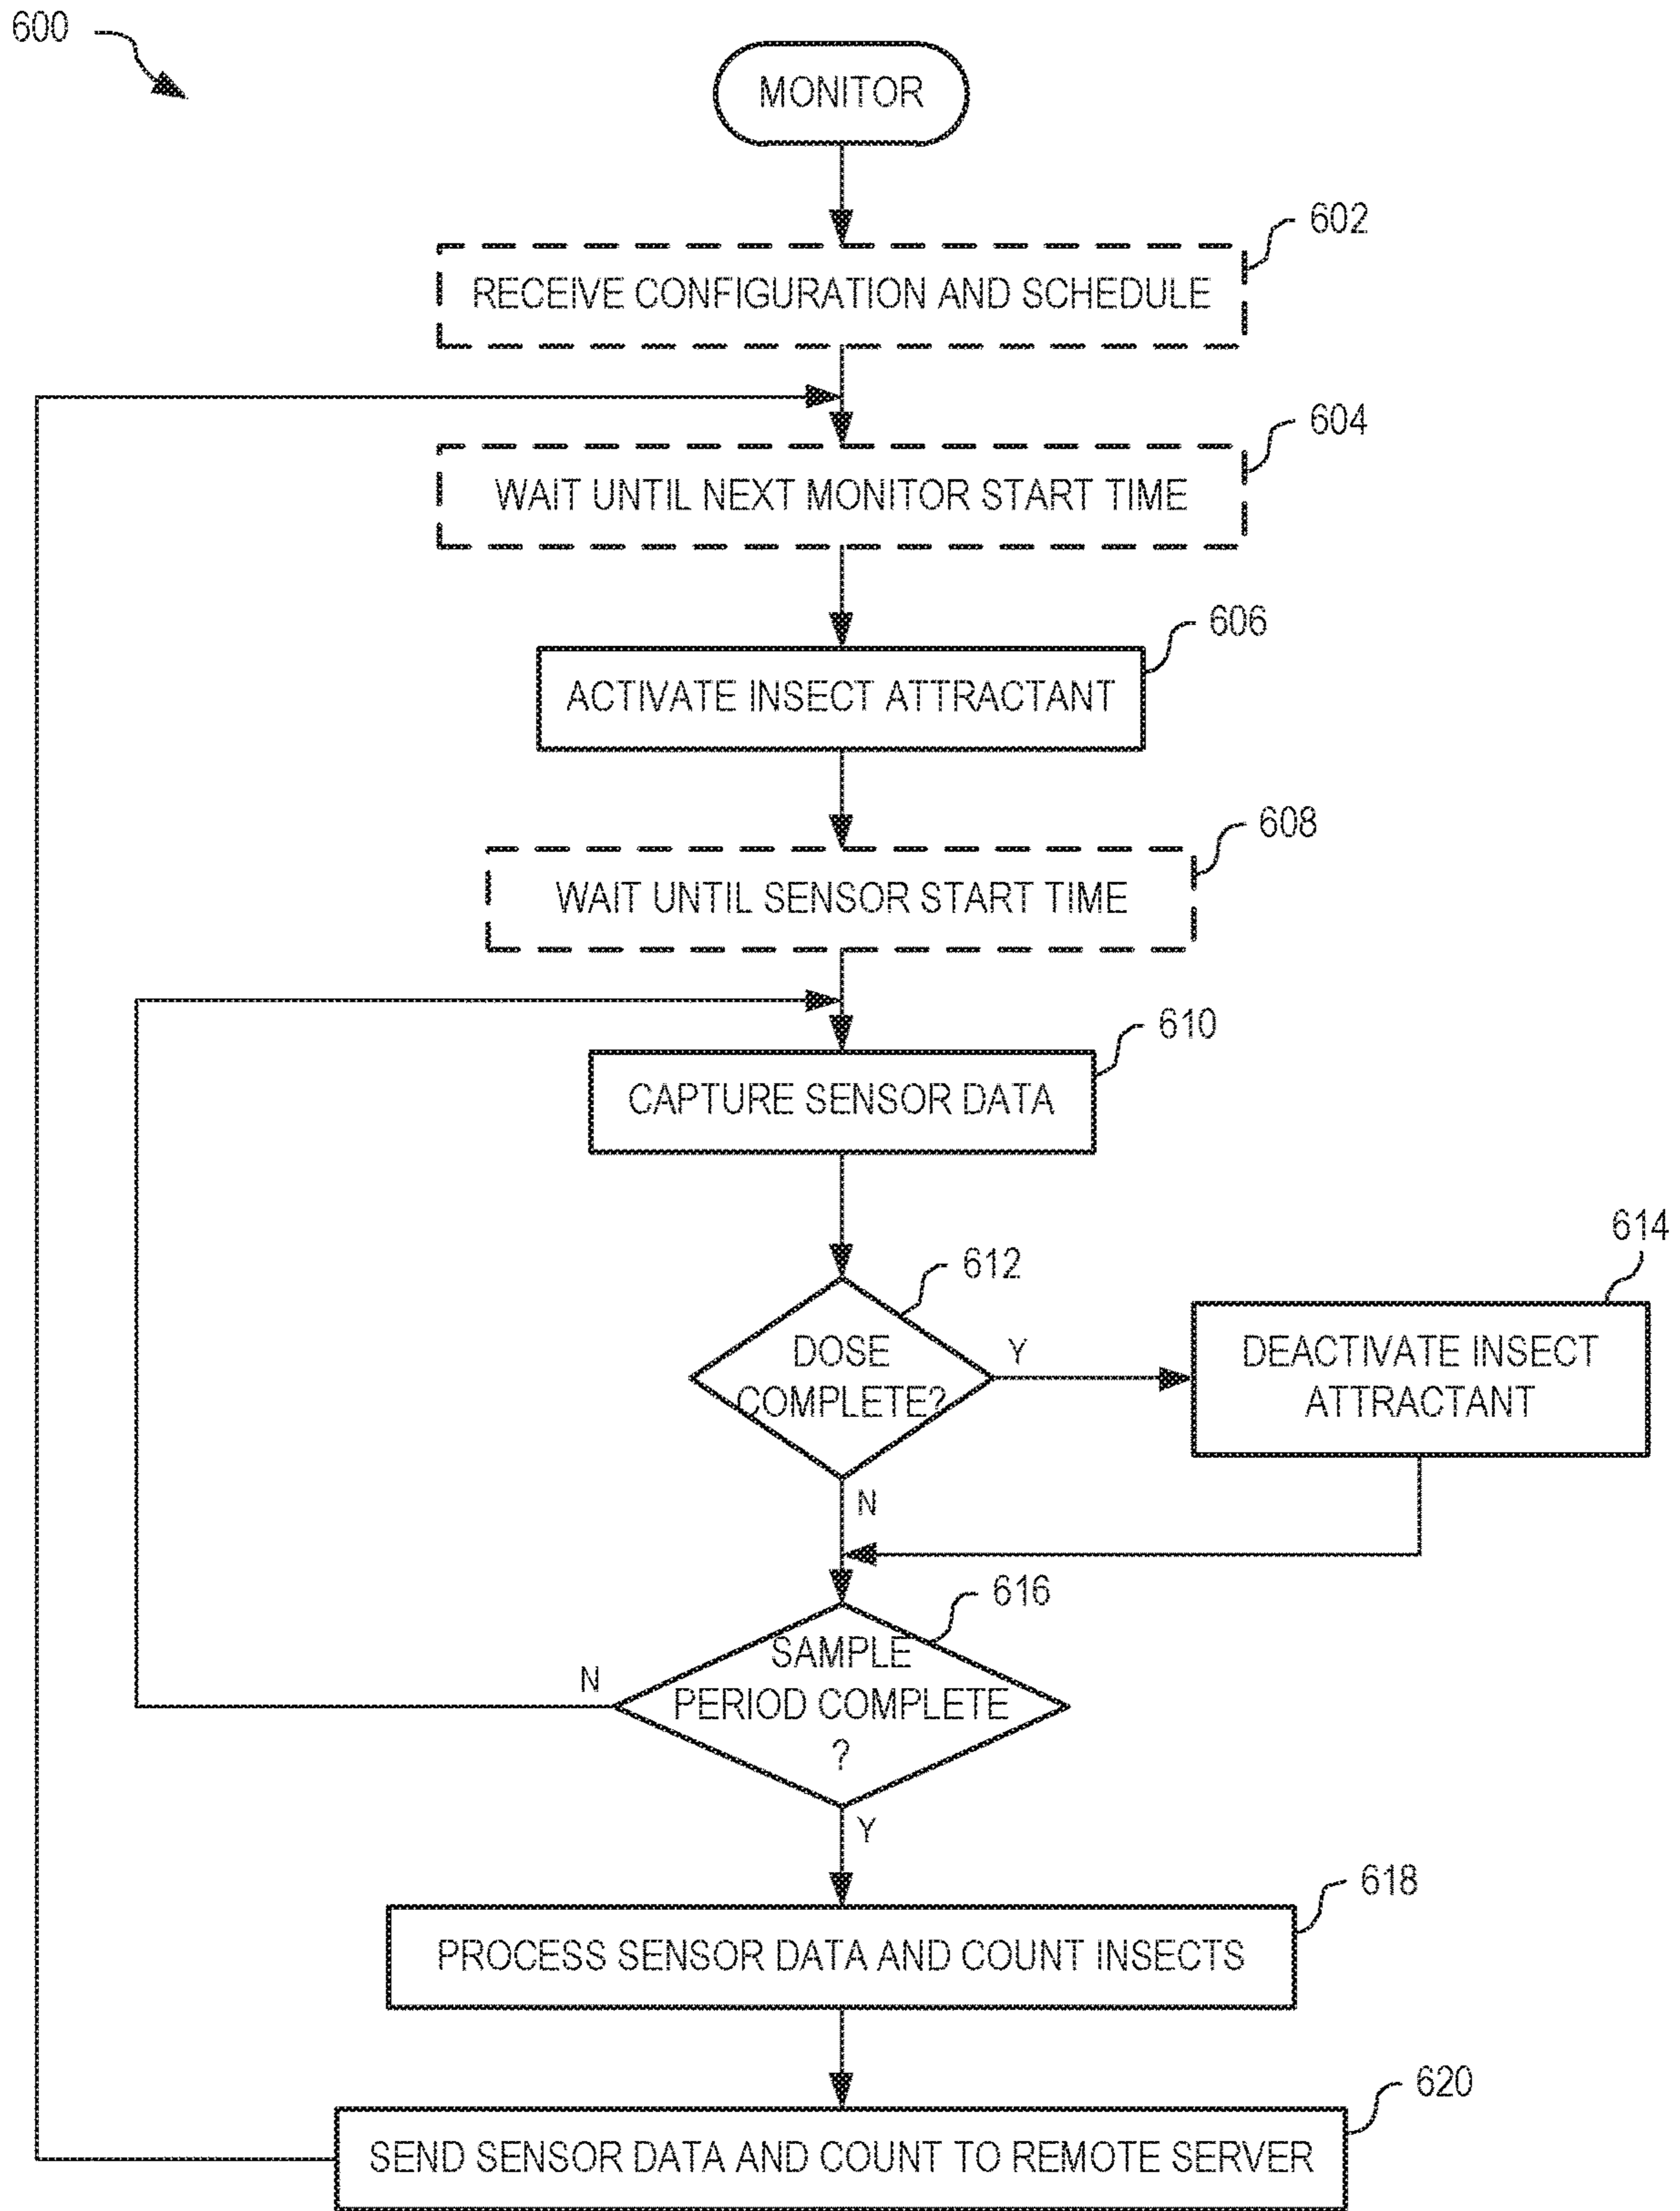 600
MONITOR
602
RECEIVE CONFIGURATION AND SCHEDULE
604
WAIT UNTIL NEXT MONITOR START TIME
606
ACTIVATE INSECT ATTRACTANT
608
WAIT UNTIL SENSOR START TIME
610
CAPTURE SENSOR DATA
612
DOSE
COMPLETE?
Y
N
614
DEACTIVATE INSECT
ATTRACTANT
616
SAMPLE
PERIOD COMPLETE
?
N
Y
618
PROCESS SENSOR DATA AND COUNT INSECTS
620
SEND SENSOR DATA AND COUNT TO REMOTE SERVER